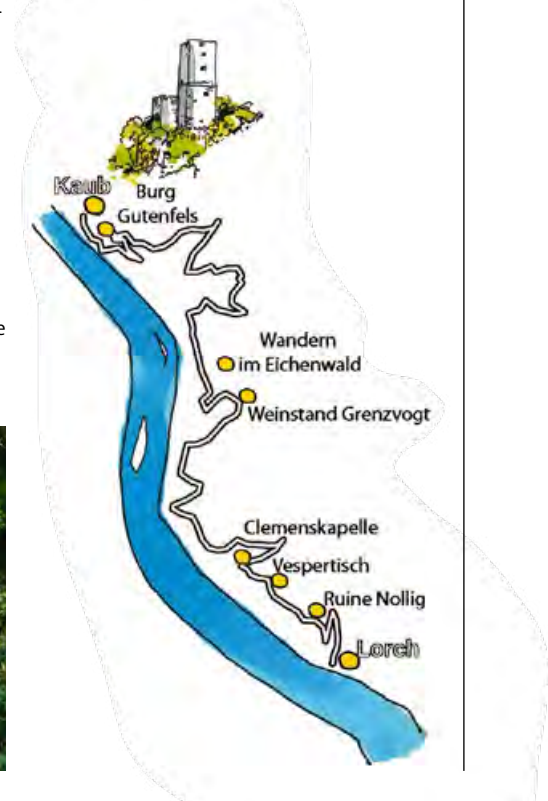 Kaub
Burg
Gutenfels
e
Wandern
im Eichenwald
Weinstand Grenzvogt
Clemenskapelle
Vespertisch
Ruine Nollig
Lorch